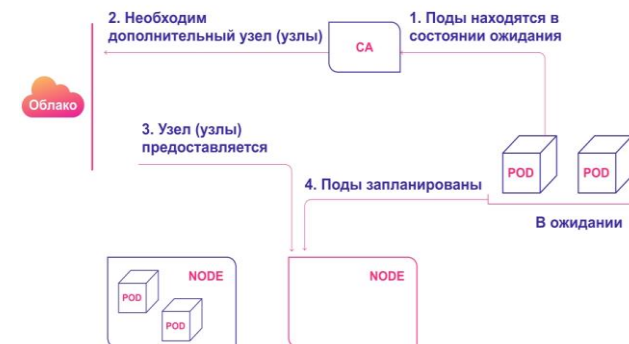 2. Необходим
дополнительный узел (узлы)
CA
1. Поды находятся в
состоянии ожидания
Облако
3. Узел (узлы)
предоставляется
POD
POD
4. Поды запланированы
В ожидании
NODE
POD
POD
NODE